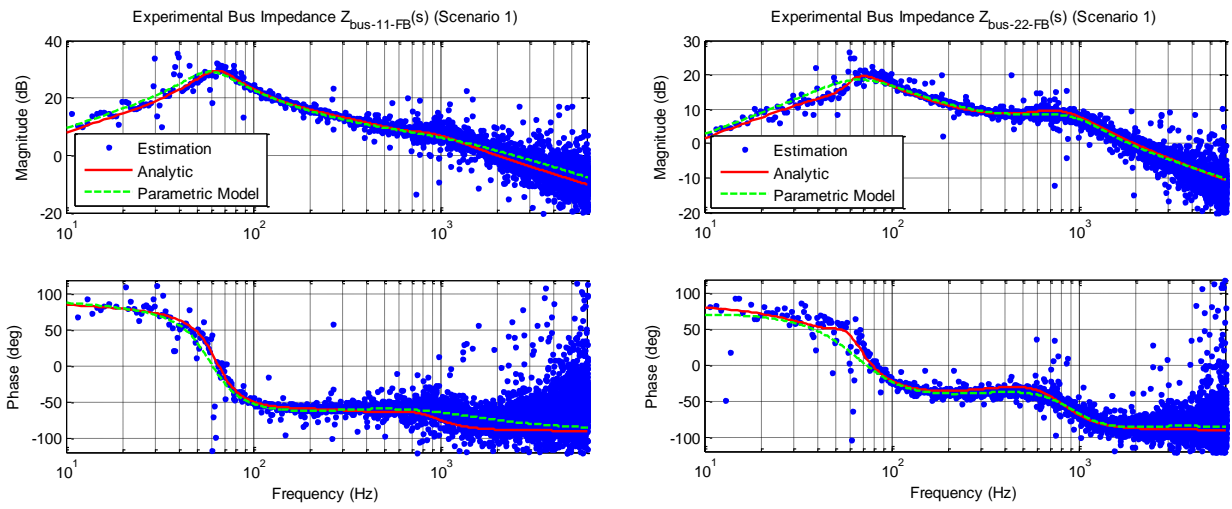 Experimental Bus Impedance Z_bus-11-FB(s) (Scenario 1)
40
20
0
-20
Magnitude (dB)
Estimation
Analytic
Parametric Model
10^1
10^2
10^3
100
50
0
-50
-100
Phase (deg)
10^1
10^2
10^3
Frequency (Hz)
Experimental Bus Impedance Z_bus-22-FB(s) (Scenario 1)
30
20
10
0
-10
20
Magnitude (dB)
Estimation
Analytic
Parametric Model
10^1
10^2
10^3
100
50
0
-50
-100
Phase (deg)
10^1
10^2
10^3
Frequency (Hz)